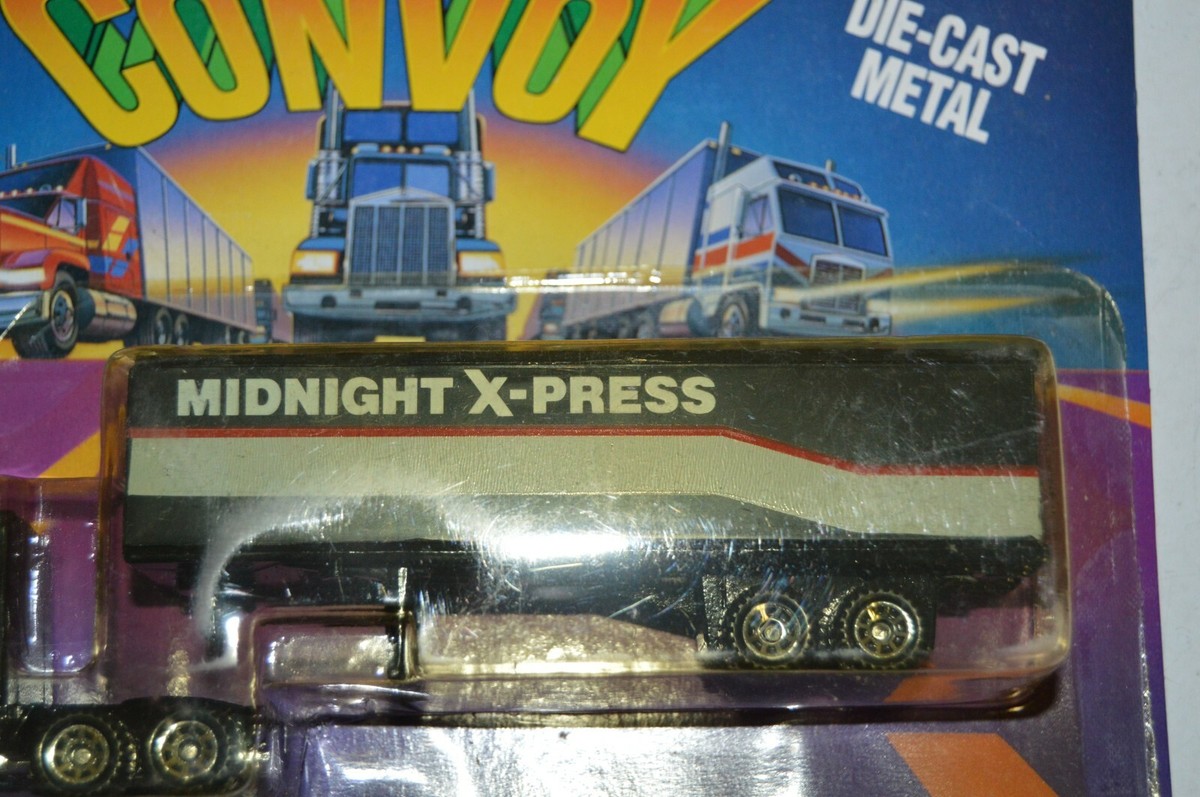 CONVOY
DIE-CAST
METAL
MIDNIGHT X-PRESS